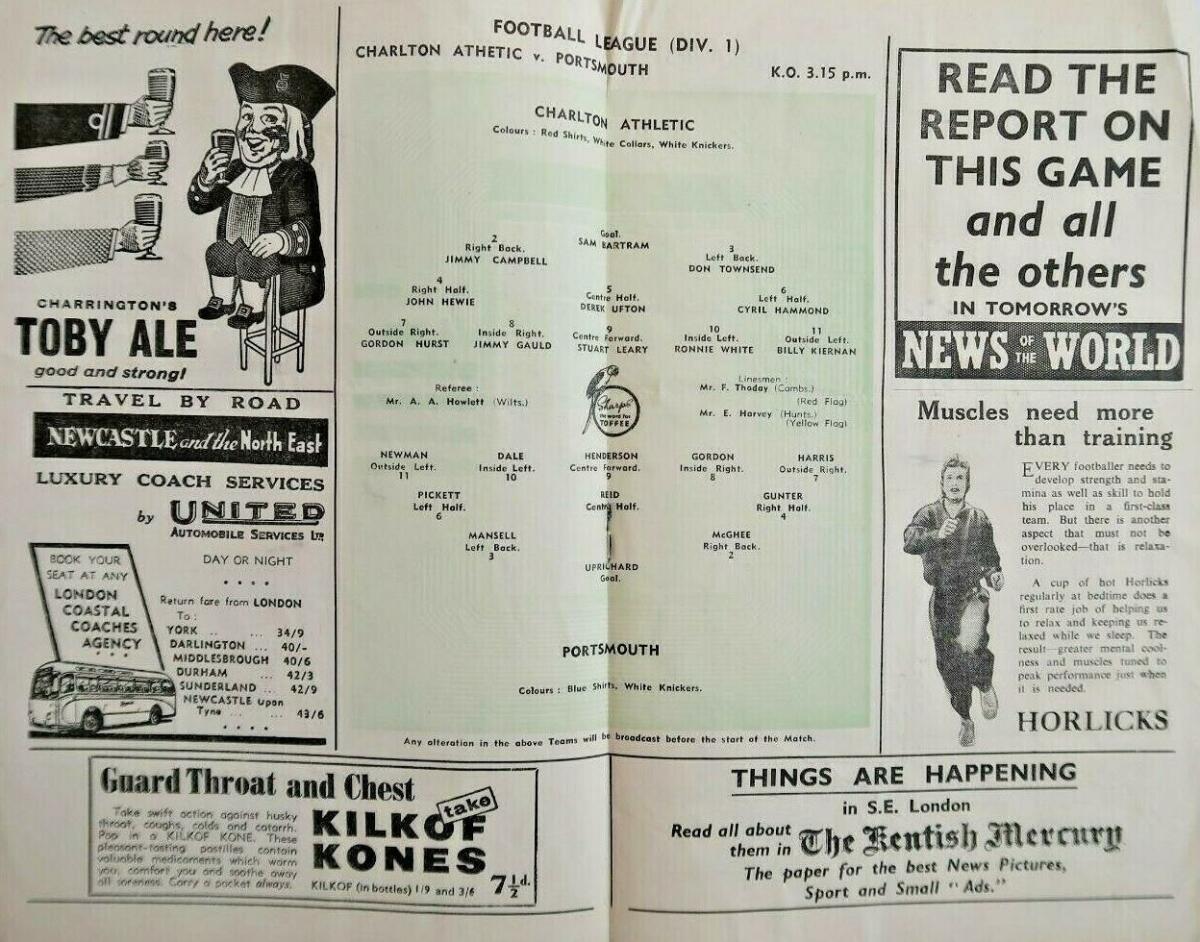 The best round here!
CHARRINGTON'S
TOBY ALE
good and strong!
TRAVEL BY ROAD
NEWCASTLE and the North East
LUXURY COACH SERVICES
by UNITED
AUTOMOBILE SERVICES LTD
BOOK YOUR
SEAT AT ANY
LONDON
COASTAL
COACHES
AGENCY
DAY OR NIGHT
Return fare from LONDON
To:
YORK .. ... 34/9
DARLINGTON ... 40/-
MIDDLESBROUGH 40/6
DURHAM ... 42/3
SUNDERLAND ... 42/9
NEWCASTLE upon
Tyne ... ... 43/6
FOOTBALL LEAGUE (DIV. 1)
CHARLTON ATHETIC v. PORTSMOUTH
K.O. 3.15 p.m.
CHARLTON ATHLETIC
Colours : Red Shirts, White Collars, White Knickers.
Goal.
SAM BARTRAM
2
Right Back.
JIMMY CAMPBELL
3
Left Back.
DON TOWNSEND
4
Right Half.
JOHN HEWIE
5
Centre Half.
DEREK UFTON
6
Left Half.
CYRIL HAMMOND
7
Outside Right.
GORDON HURST
8
Inside Right.
JIMMY GAULD
9
Centre Forward.
STUART LEARY
10
Inside Left.
RONNIE WHITE
11
Outside Left.
BILLY KIERNAN
Referee :
Mr. A. A. Howlett (Wilts.)
Sharps
the word for
TOFFEE
Linesmen :
Mr. F. Thoday (Cambs.)
(Red Flag)
Mr. E. Harvey (Hunts.)
(Yellow Flag)
NEWMAN
Outside Left.
11
DALE
Inside Left.
10
HENDERSON
Centre Forward.
9
GORDON
Inside Right.
8
HARRIS
Outside Right.
7
PICKETT
Left Half.
6
REID
Centre Half.
GUNTER
Right Half.
4
MANSELL
Left Back.
3
McGHEE
Right Back.
2
UPRICHARD
Goal.
PORTSMOUTH
Colours : Blue Shirts, White Knickers.
Any alteration in the above Teams will be broadcast before the start of the Match.
READ THE
REPORT ON
THIS GAME
and all
the others
IN TOMORROW'S
NEWS OF THE WORLD
Muscles need more
than training
EVERY footballer needs to
develop strength and sta-
mina as well as skill to hold
his place in a first-class
team. But there is another
aspect that must not be
overlooked—that is relaxa-
tion.
A cup of hot Horlicks
regularly at bedtime does a
first rate job of helping us
to relax and keeping us re-
laxed while we sleep. The
result—greater mental cool-
ness and muscles tuned to
peak performance just when
it is needed.
HORLICKS
Guard Throat and Chest
Take swift action against husky
throat, coughs, colds and catarrh.
Pop in a KILKOF KONE. These
pleasant-tasting pastilles contain
valuable medicaments which warm
you, comfort you and soothe away
all soreness. Carry a packet always.
take
KILKOF
KONES
KILKOF (in bottles) 1/9 and 3/6 7½d.
THINGS ARE HAPPENING
in S.E. London
Read all about
them in The Kentish Mercury
The paper for the best News Pictures,
Sport and Small "Ads."